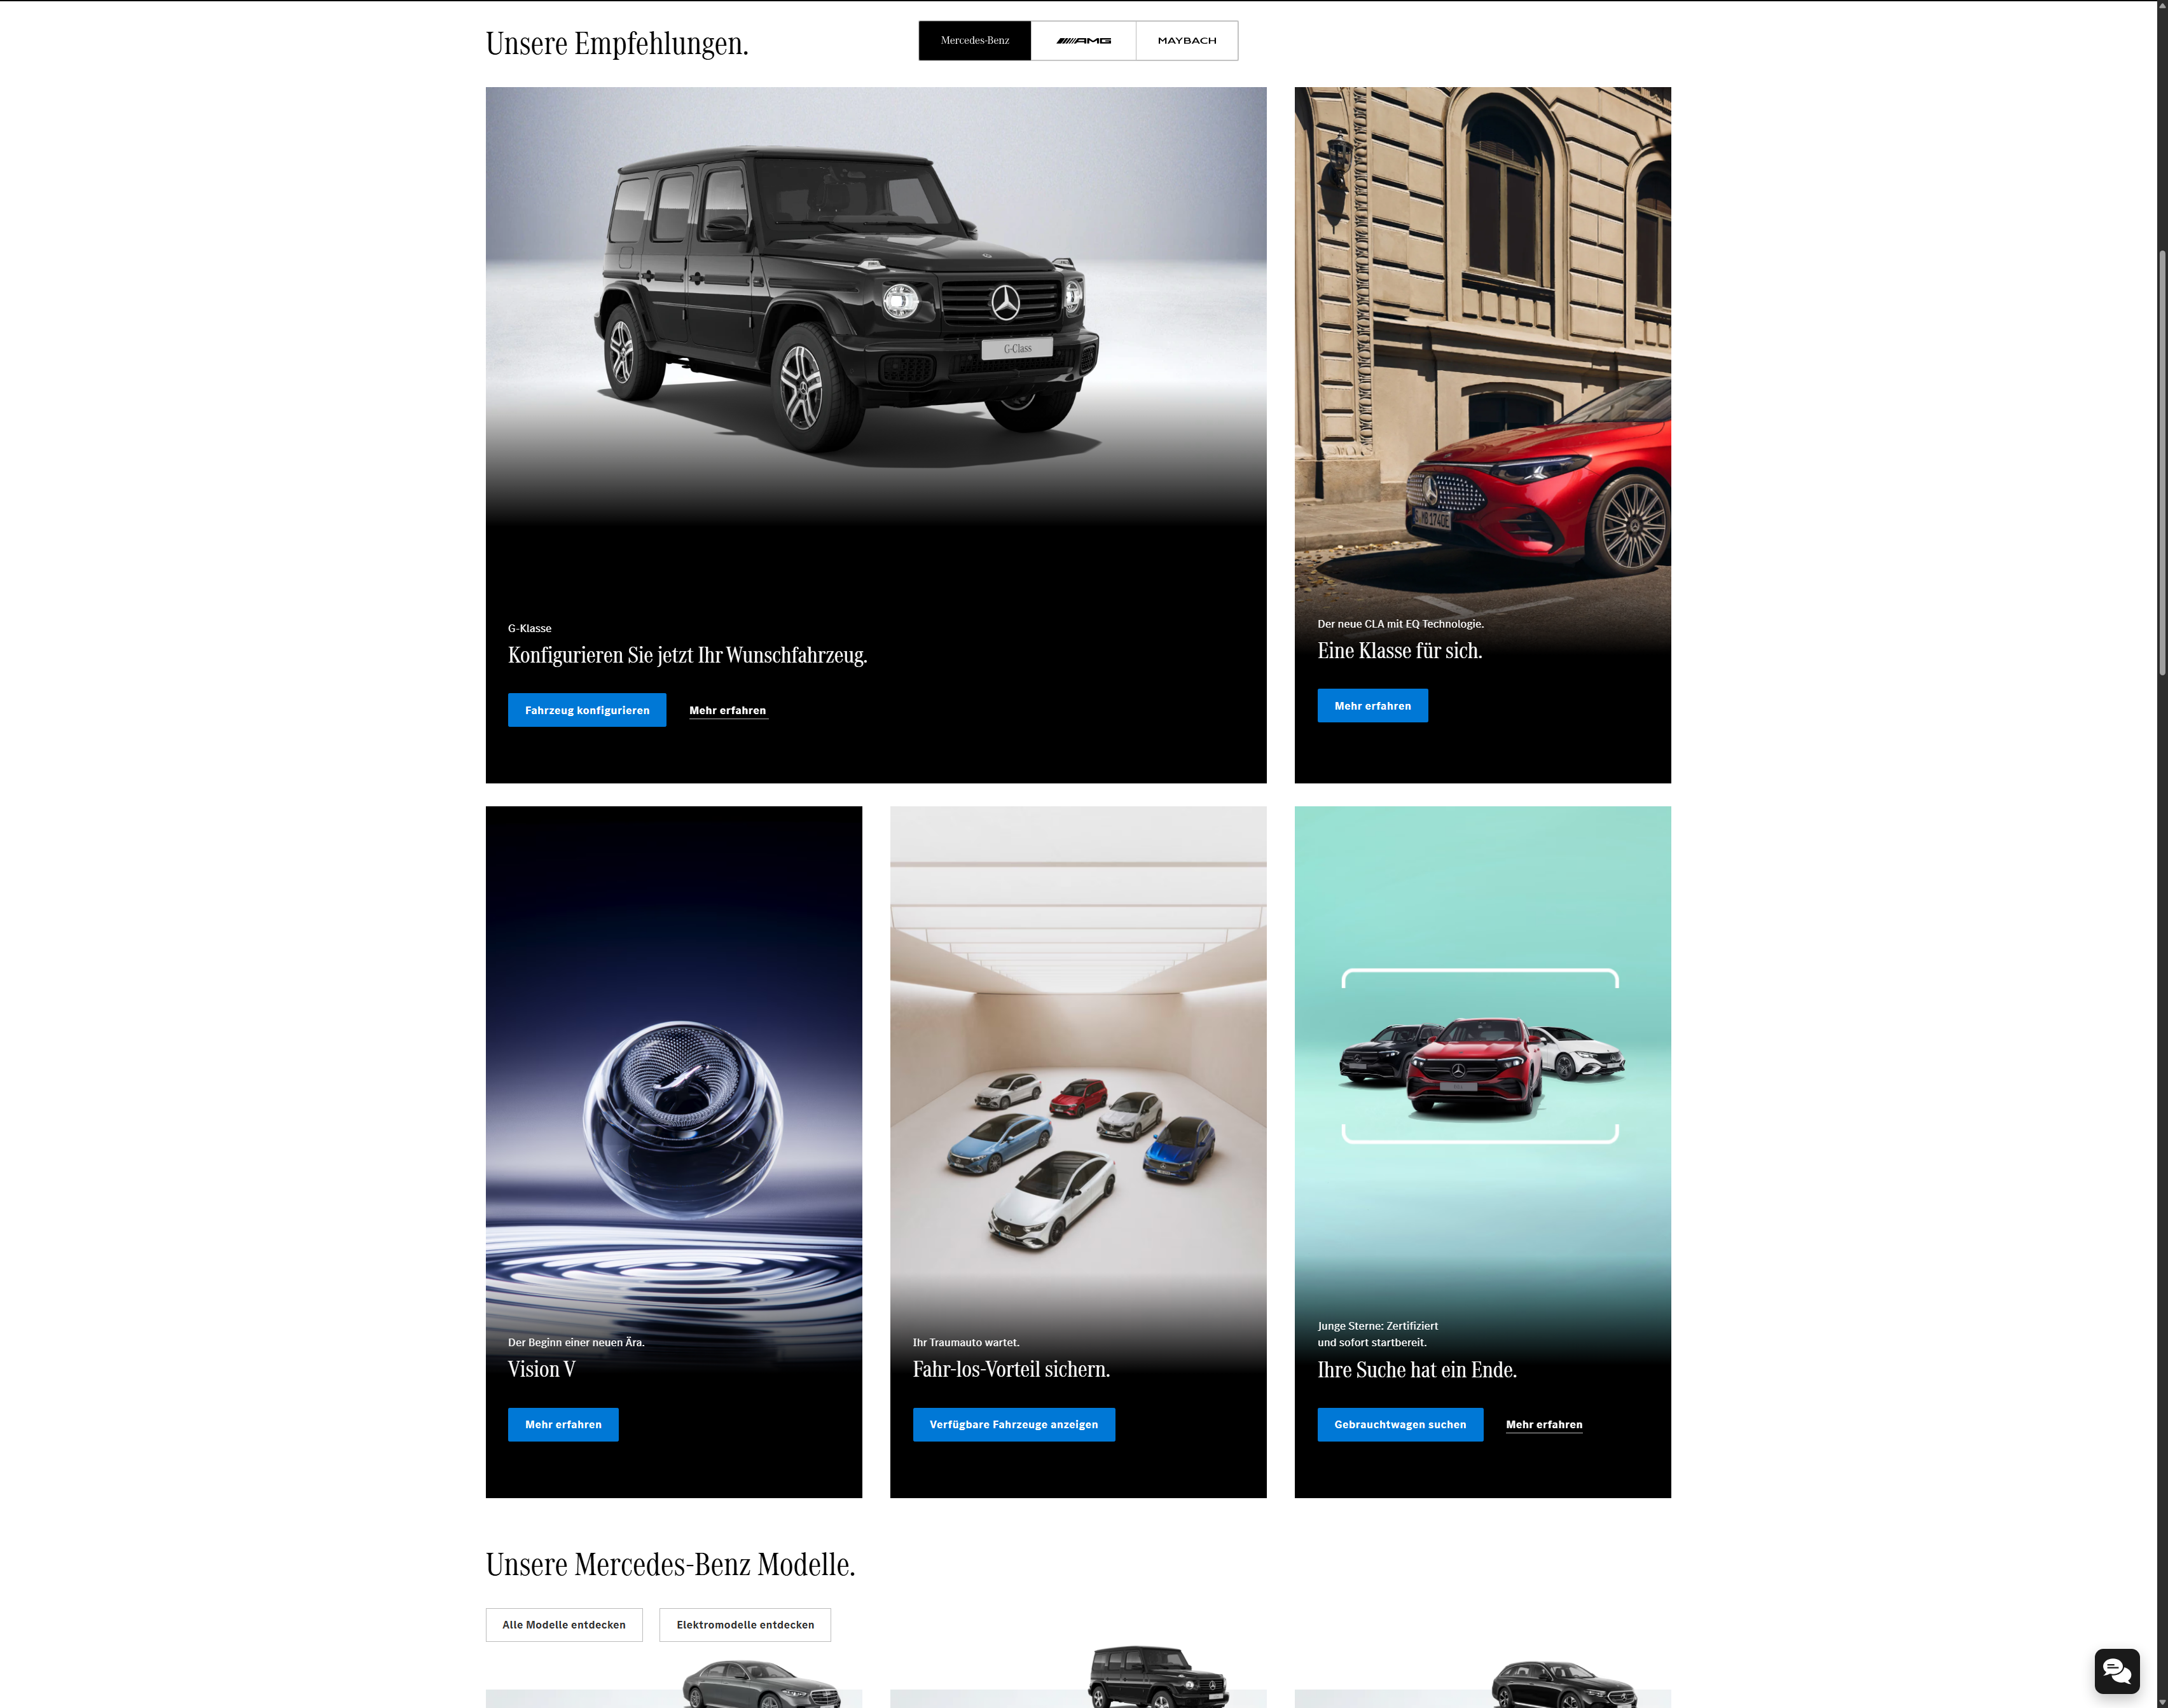 Unsere Empfehlungen.
Mercedes-Benz
AMG
MAYBACH
G-Class
G-Klasse
Konfigurieren Sie jetzt Ihr Wunschfahrzeug.
Fahrzeug konfigurieren
Mehr erfahren
Der neue CLA mit EQ Technologie.
Eine Klasse für sich.
Mehr erfahren
Der Beginn einer neuen Ära.
Vision V
Mehr erfahren
Ihr Traumauto wartet.
Fahr-los-Vorteil sichern.
Verfügbare Fahrzeuge anzeigen
Junge Sterne: Zertifiziert
und sofort startbereit.
Ihre Suche hat ein Ende.
Gebrauchtwagen suchen
Mehr erfahren
Unsere Mercedes-Benz Modelle.
Alle Modelle entdecken
Elektromodelle entdecken